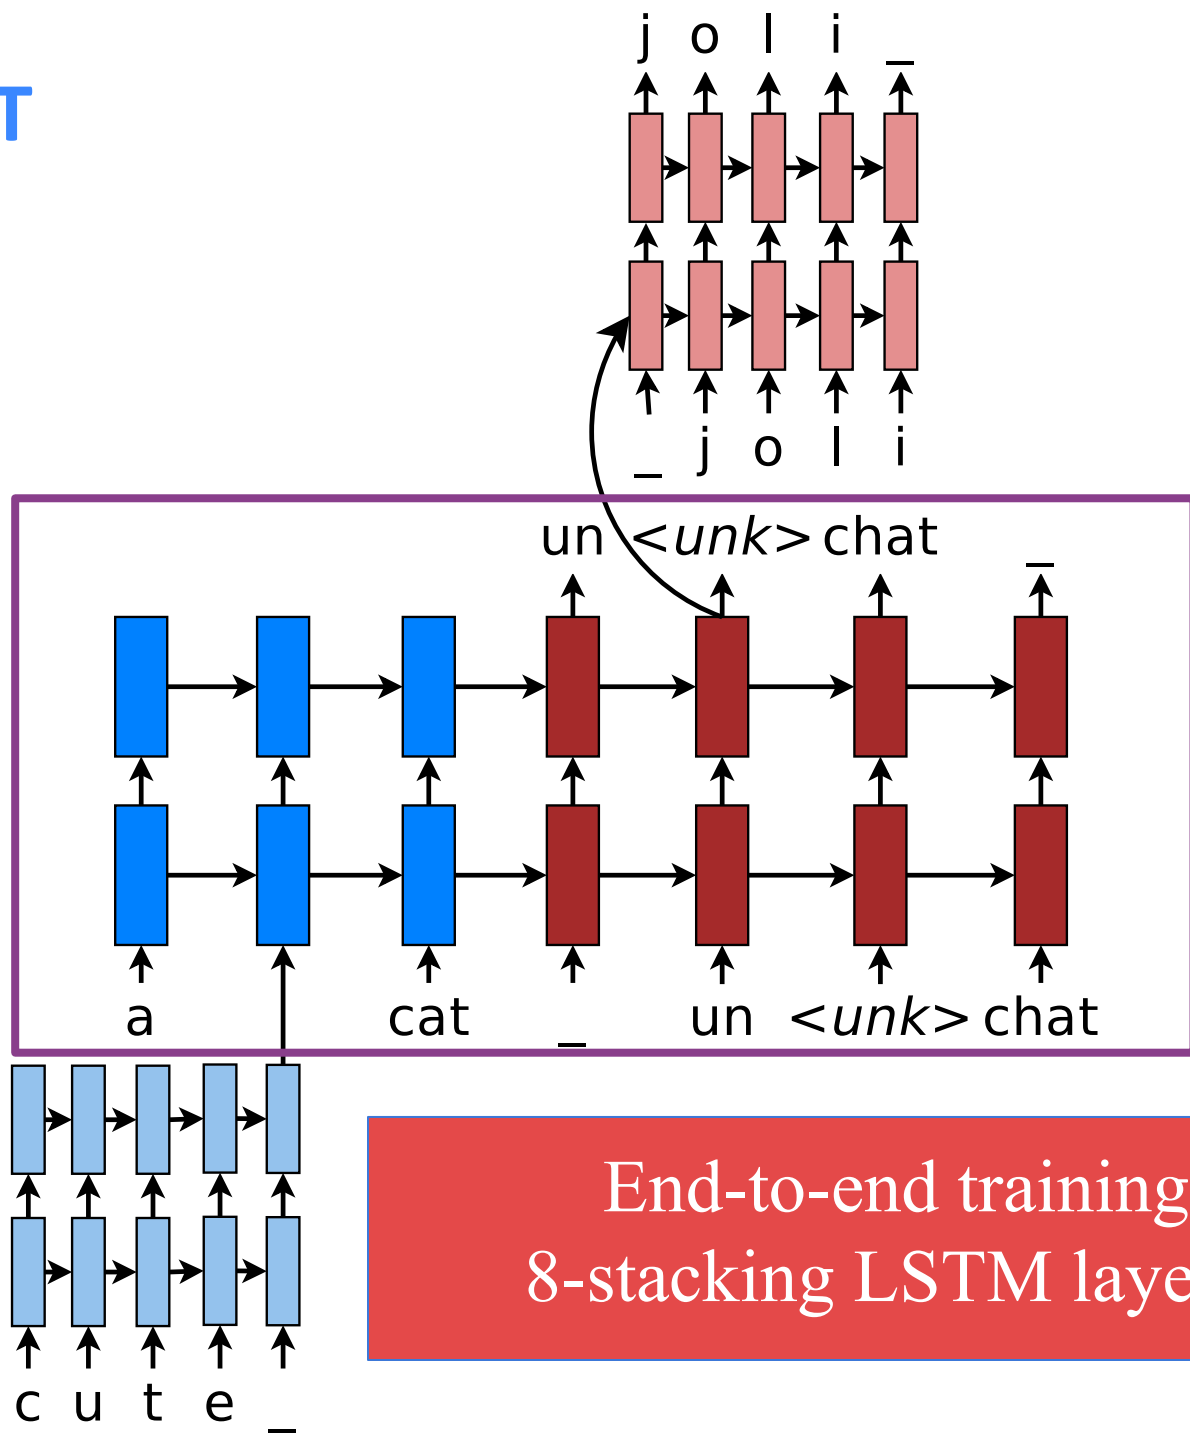 T
j o l i _
_ j o l i
un <unk> chat _
a cat _ un <unk> chat
End-to-end training
8-stacking LSTM laye
c u t e _